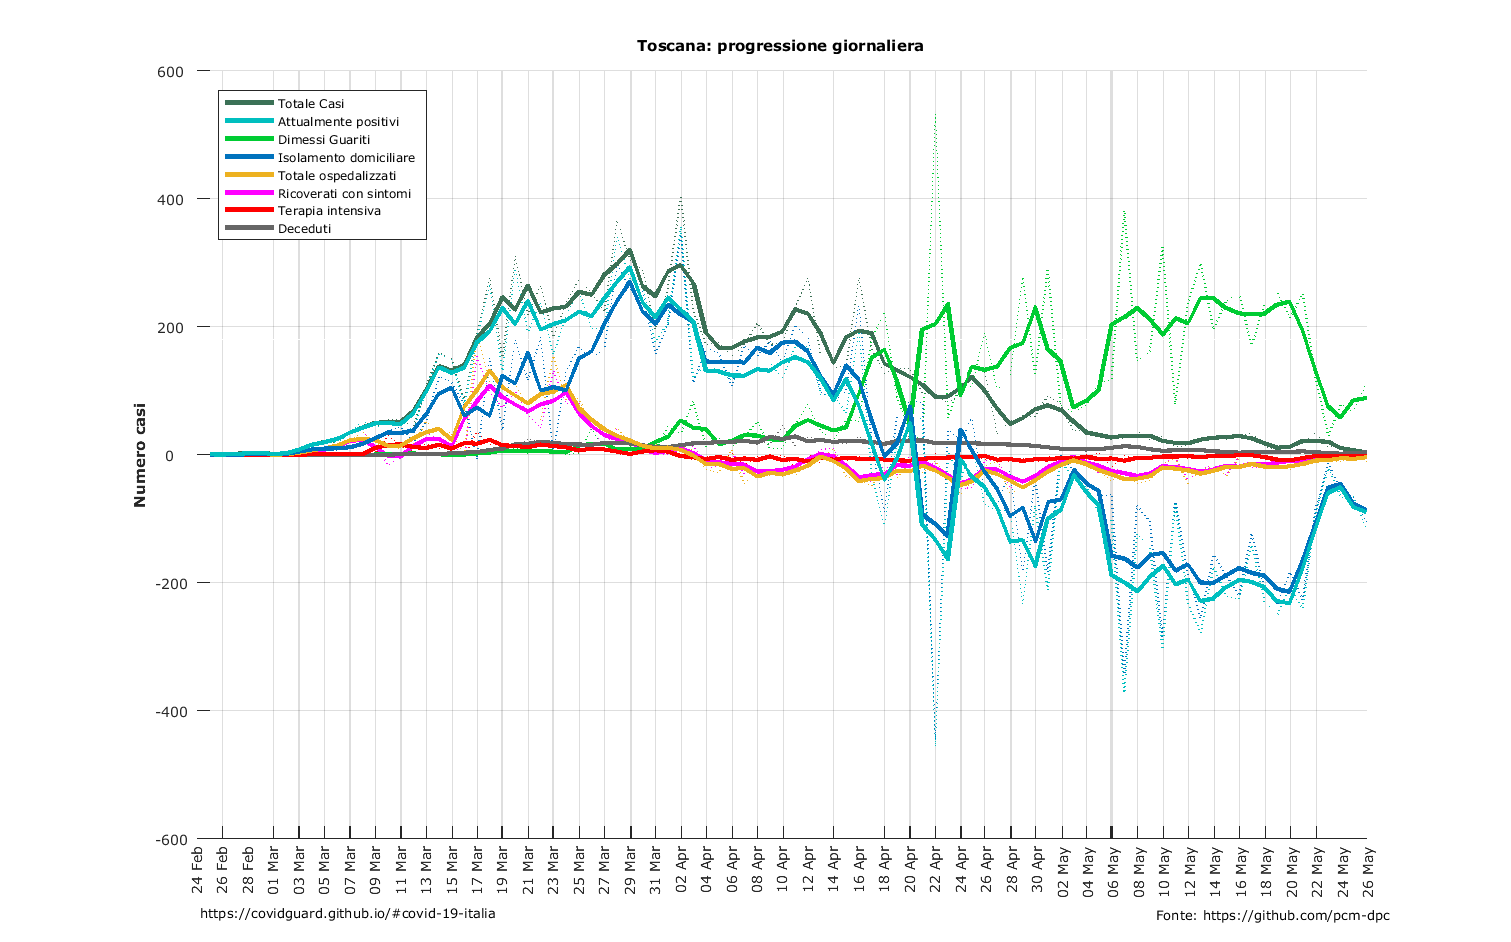 Toscana: progressione giornaliera
Numero casi
600
400
200
0
-200
-400
-600
Totale Casi
Attualmente positivi
Dimessi Guariti
Isolamento domiciliare
Totale ospedalizzati
Ricoverati con sintomi
Terapia intensiva
Deceduti
24 Feb
26 Feb
28 Feb
01 Mar
03 Mar
05 Mar
07 Mar
09 Mar
11 Mar
13 Mar
15 Mar
17 Mar
19 Mar
21 Mar
23 Mar
25 Mar
27 Mar
29 Mar
31 Mar
02 Apr
04 Apr
06 Apr
08 Apr
10 Apr
12 Apr
14 Apr
16 Apr
18 Apr
20 Apr
22 Apr
24 Apr
26 Apr
28 Apr
30 Apr
02 May
04 May
06 May
08 May
10 May
12 May
14 May
16 May
18 May
20 May
22 May
24 May
26 May
https://covidguard.github.io/#covid-19-italia
Fonte: https://github.com/pcm-dpc